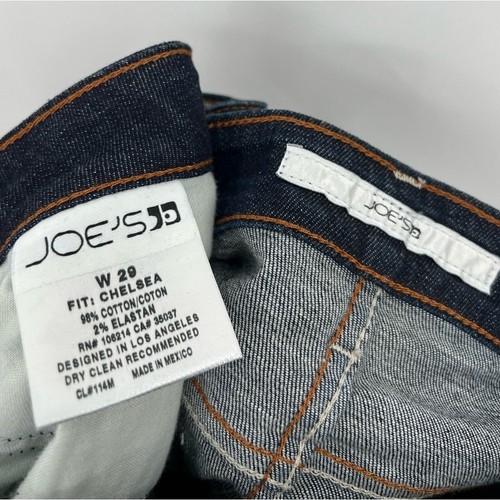 JOE'S
W 29
FIT: CHELSEA
98% COTTON/COTON
2% ELASTAN
RN# 106214 CA# 35037
DESIGNED IN LOS ANGELES
DRY CLEAN RECOMMENDED
MADE IN MEXICO
CL#114M
JOE'S